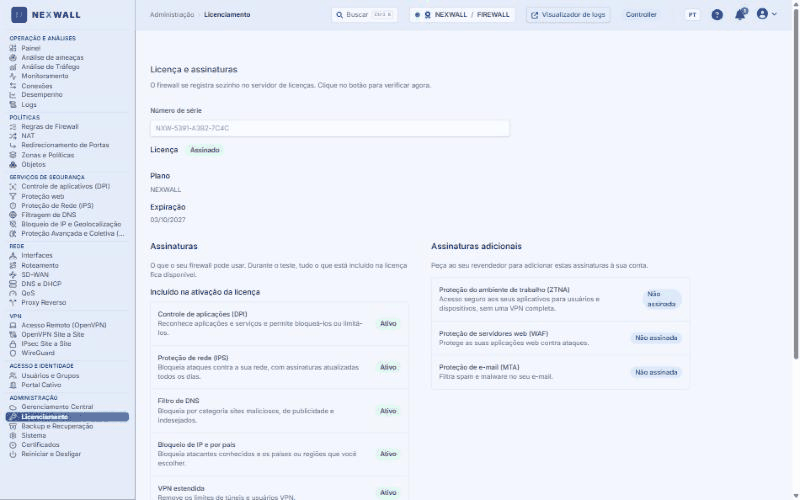 NEXWALL
Administração > Licenciamento
Buscar Ctrl K
NEXWALL / FIREWALL
Visualizador de logs
Controller
PT
OPERAÇÃO E ANÁLISES
Painel
Análise de ameaças
Análise de Tráfego
Monitoramento
Conexões
Desempenho
Logs
POLÍTICAS
Regras de Firewall
NAT
Redirecionamento de Portas
Zonas e Políticas
Objetos
SERVIÇOS DE SEGURANÇA
Controle de aplicativos (DPI)
Proteção web
Proteção de Rede (IPS)
Filtragem de DNS
Bloqueio de IP e Geolocalização
Proteção Avançada e Coletiva (...
REDE
Interfaces
Roteamento
SD-WAN
DNS e DHCP
QoS
Proxy Reverso
VPN
Acesso Remoto (OpenVPN)
OpenVPN Site a Site
IPsec Site a Site
WireGuard
ACESSO E IDENTIDADE
Usuários e Grupos
Portal Cativo
ADMINISTRAÇÃO
Gerenciamento Central
Licenciamento
Backup e Recuperação
Sistema
Certificados
Reiniciar e Desligar
Licença e assinaturas
O firewall se registra sozinho no servidor de licenças. Clique no botão para verificar agora.
Número de série
NXW-5391-A3B2-7C4C
Licença Assinado
Plano
NEXWALL
Expiração
03/10/2027
Assinaturas
O que o seu firewall pode usar. Durante o teste, tudo o que está incluído na licença
fica disponível.
Incluído na ativação da licença
Controle de aplicações (DPI)
Reconhece aplicações e serviços e permite bloqueá-los ou limitá-
los.
Ativo
Proteção de rede (IPS)
Bloqueia ataques contra a sua rede, com assinaturas atualizadas
todos os dias.
Ativo
Filtro de DNS
Bloqueia por categoria sites maliciosos, de publicidade e
indesejados.
Ativo
Bloqueio de IP e por país
Bloqueia atacantes conhecidos e os países ou regiões que você
escolher.
Ativo
VPN estendida
Remove os limites de túneis e usuários VPN.
Ativo
Assinaturas adicionais
Peça ao seu revendedor para adicionar estas assinaturas à sua conta.
Proteção do ambiente de trabalho (ZTNA)
Acesso seguro aos seus aplicativos para usuários e
dispositivos, sem uma VPN completa.
Não
assinada
Proteção de servidores web (WAF)
Protege as suas aplicações web contra ataques.
Não assinada
Proteção de e-mail (MTA)
Filtra spam e malware no seu e-mail.
Não assinada